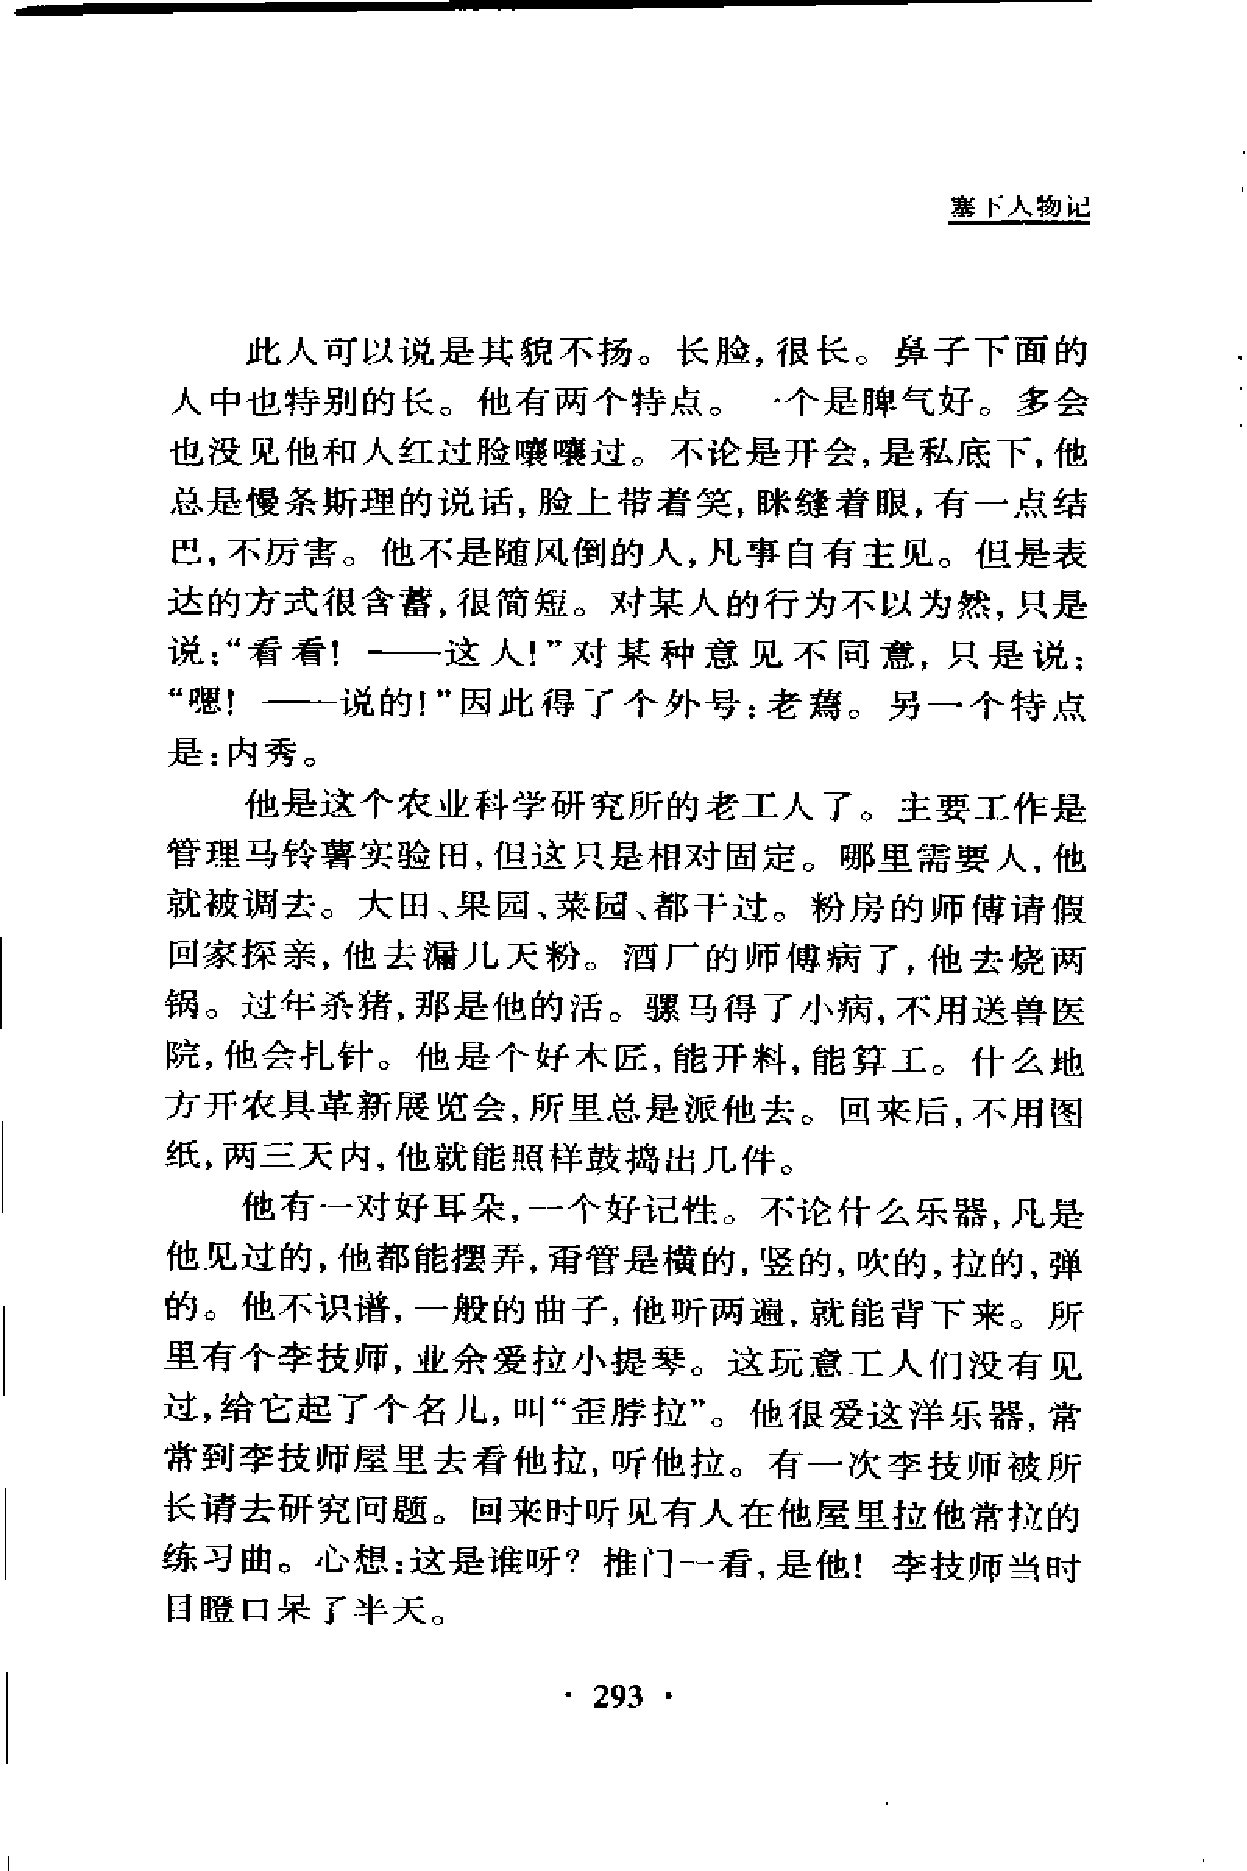 塞下人物记
此人可以说是其貌不扬。长脸,很长。鼻子下面的
人中也特别的长。他有两个特点。一个是脾气好。多会
也没见他和人红过脸嚷嚷过。不论是开会,是私底下,他
总是慢条斯理的说话,脸上带着笑,眯缝着眼,有一点结
巴,不厉害。他不是随风倒的人,凡事自有主见。但是表
达的方式很含蓄,很简短。对某人的行为不以为然,只是
说:“看看! ——这人!”对某种意见不同意,只是说:
“嗯! ——说的!”因此得了个外号:老蔫。另一个特点
是:内秀。
他是这个农业科学研究所的老工人了。主要工作是
管理马铃薯实验田,但这只是相对固定。哪里需要人,他
就被调去。大田、果园、菜园、都干过。粉房的师傅请假
回家探亲,他去漏几天粉。酒厂的师傅病了,他去烧两
锅。过年杀猪,那是他的活。骡马得了小病,不用送兽医
院,他会扎针。他是个好木匠,能开料,能算工。什么地
方开农具革新展览会,所里总是派他去。回来后,不用图
纸,两三天内,他就能照样鼓捣出几件。
他有一对好耳朵,一个好记性。不论什么乐器,凡是
他见过的,他都能摆弄,甭管是横的,竖的,吹的,拉的,弹
的。他不识谱,一般的曲子,他听两遍,就能背下来。所
里有个李技师,业余爱拉小提琴。这玩意工人们没有见
过,给它起了个名儿,叫“歪脖拉”。他很爱这洋乐器,常
常到李技师屋里去看他拉,听他拉。有一次李技师被所
长请去研究问题。回来时听见有人在他屋里拉他常拉的
练习曲。心想:这是谁呀? 推门一看,是他! 李技师当时
目瞪口呆了半天。
· 293 ·